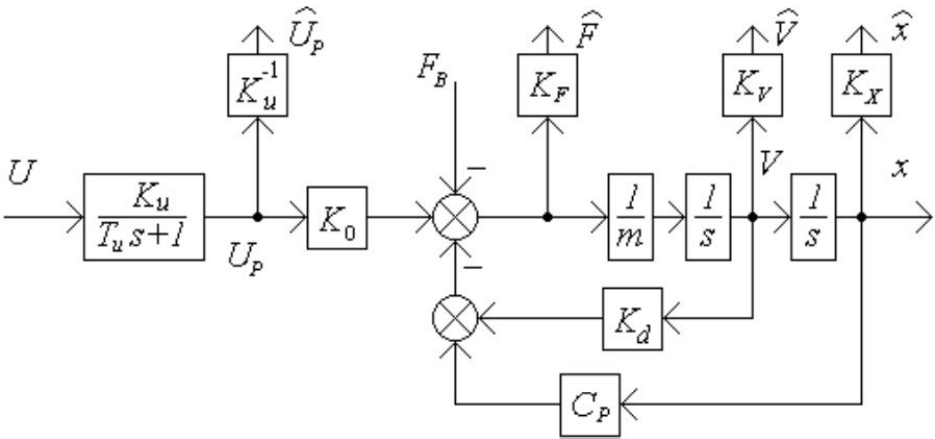 Û_P
F̂
V̂
x̂
F_B
K_u^-1
K_F
K_V
K_X
U
V
x
K_u
T_u s+1
K_0
1
m
1
s
1
s
U_P
K_d
C_P
−
−